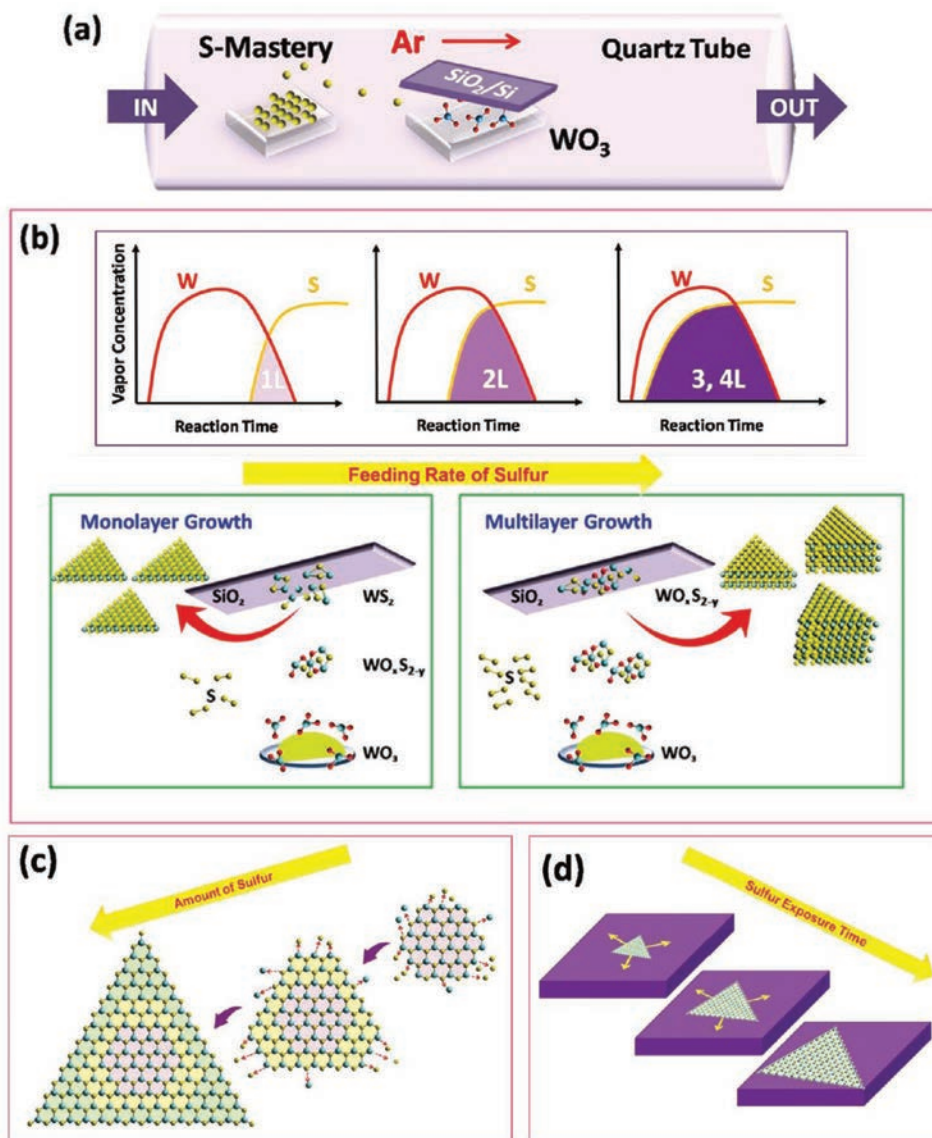 (a)
S-Mastery
Ar
Quartz Tube
IN
SiO2/Si
OUT
WO3
(b)
Vapor Concentration
W
S
1L
Reaction Time
W
S
2L
Reaction Time
W
S
3, 4L
Reaction Time
Feeding Rate of Sulfur
Monolayer Growth
SiO2
WS2
WOxS2-y
S
WO3
Multilayer Growth
SiO2
WOxS2-y
S
WO3
(c)
Amount of Sulfur
(d)
Sulfur Exposure Time